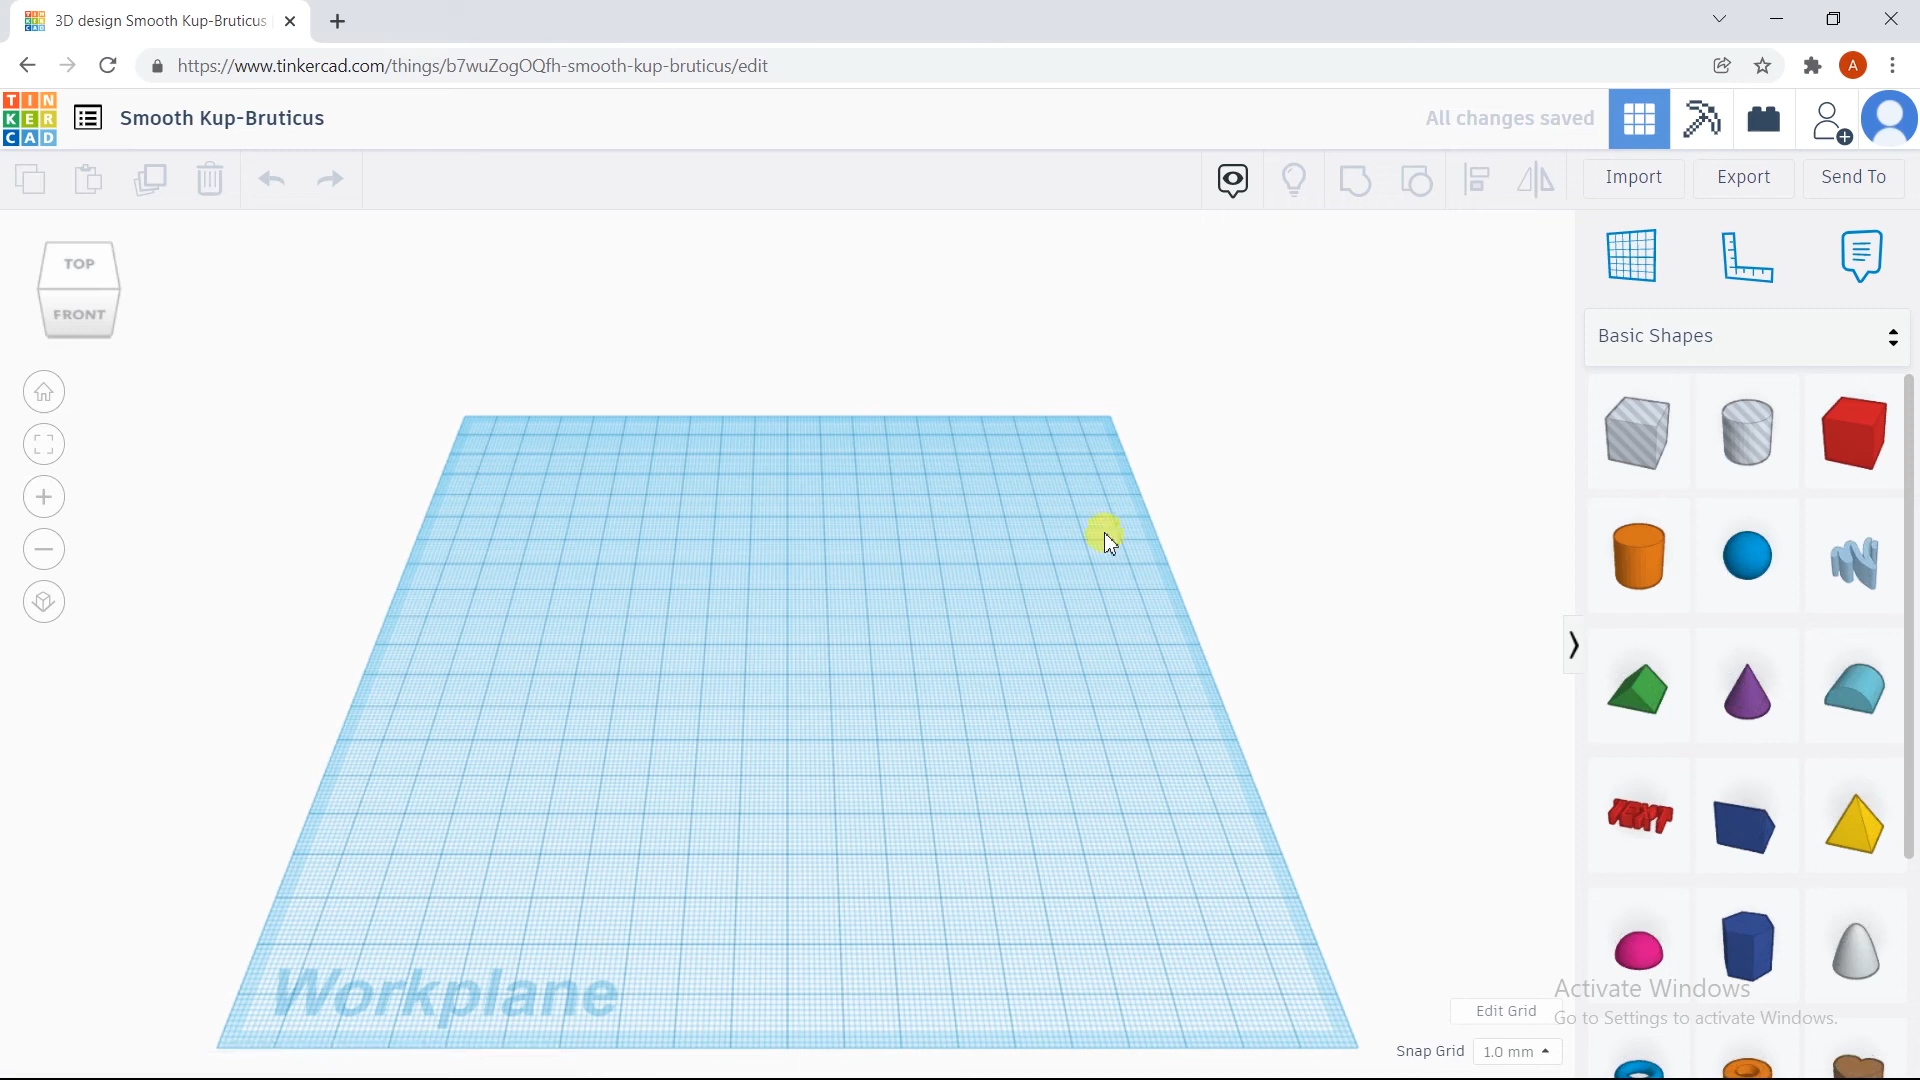 3D design Smooth Kup-Bruticus
https://www.tinkercad.com/things/b7wuZogOQfh-smooth-kup-bruticus/edit
A
TIN
KER
CAD
Smooth Kup-Bruticus
All changes saved
Import
Export
Send To
TOP
FRONT
Basic Shapes
TEXT
Workplane
Edit Grid
Snap Grid
1.0 mm
Activate Windows
Go to Settings to activate Windows.